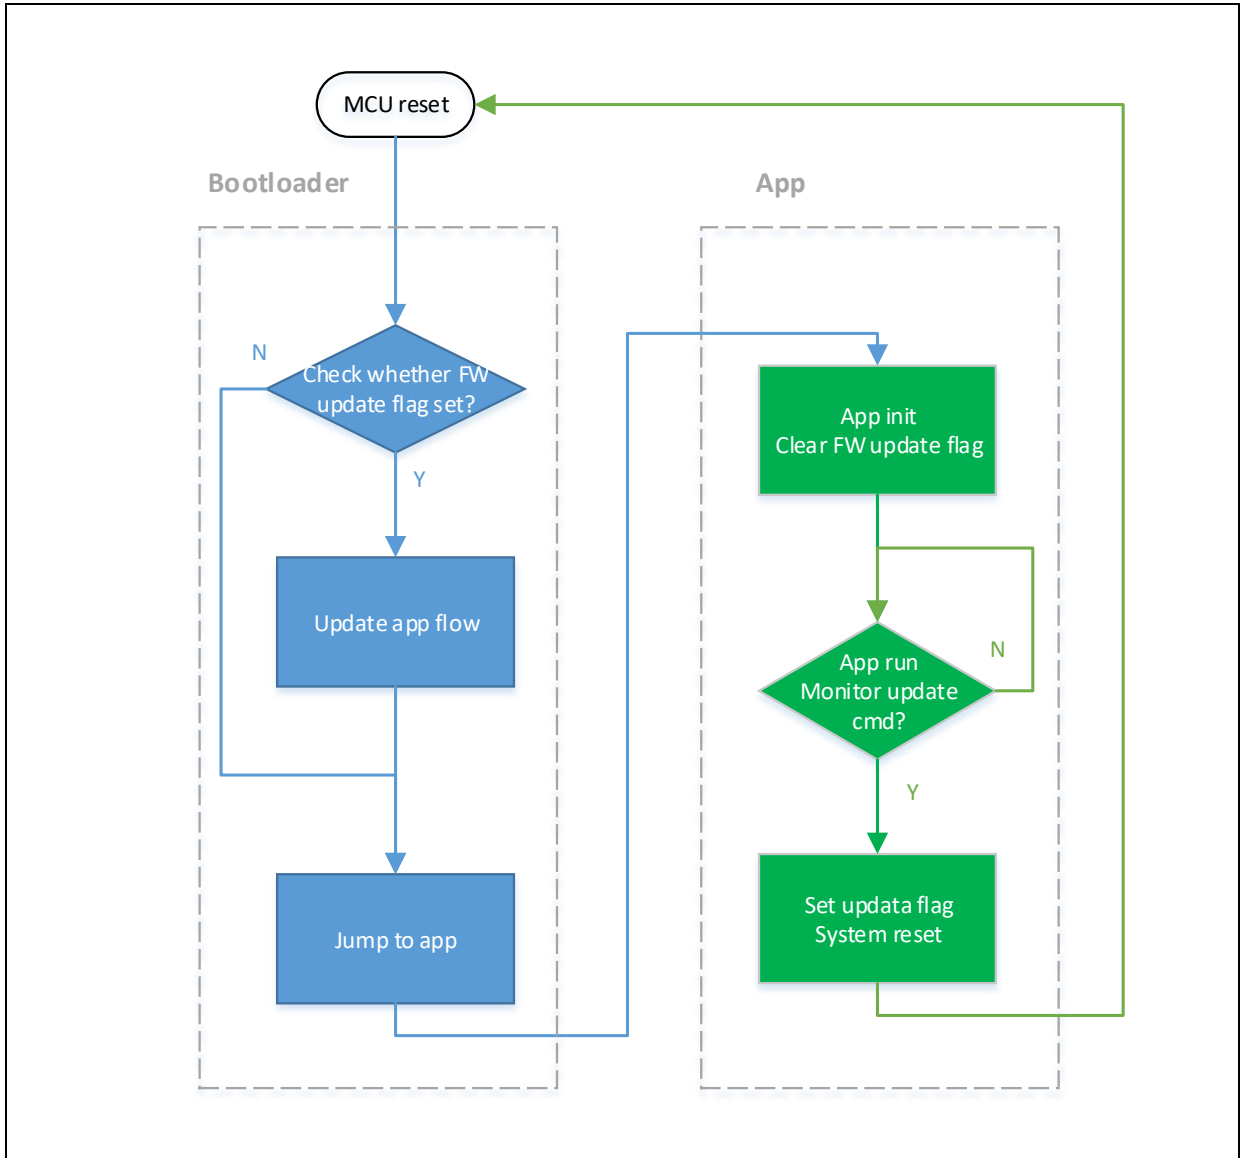 MCU reset
Bootloader
App
N
Check whether FW
update flag set?
Y
Update app flow
Jump to app
App init
Clear FW update flag
App run
Monitor update
cmd?
N
Y
Set updata flag
System reset